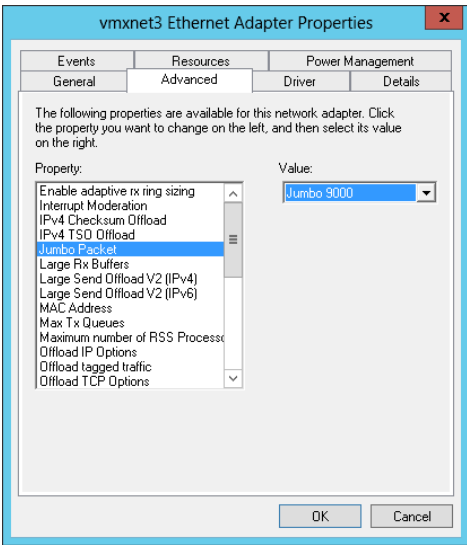 vmxnet3 Ethernet Adapter Properties
x
Events Resources Power Management
General Advanced Driver Details
The following properties are available for this network adapter. Click
the property you want to change on the left, and then select its value
on the right.
Property:
Value:
Enable adaptive rx ring sizing
Interrupt Moderation
IPv4 Checksum Offload
IPv4 TSO Offload
Jumbo Packet
Large Rx Buffers
Large Send Offload V2 (IPv4)
Large Send Offload V2 (IPv6)
MAC Address
Max Tx Queues
Maximum number of RSS Processo
Offload IP Options
Offload tagged traffic
Offload TCP Options
Jumbo 9000
OK Cancel